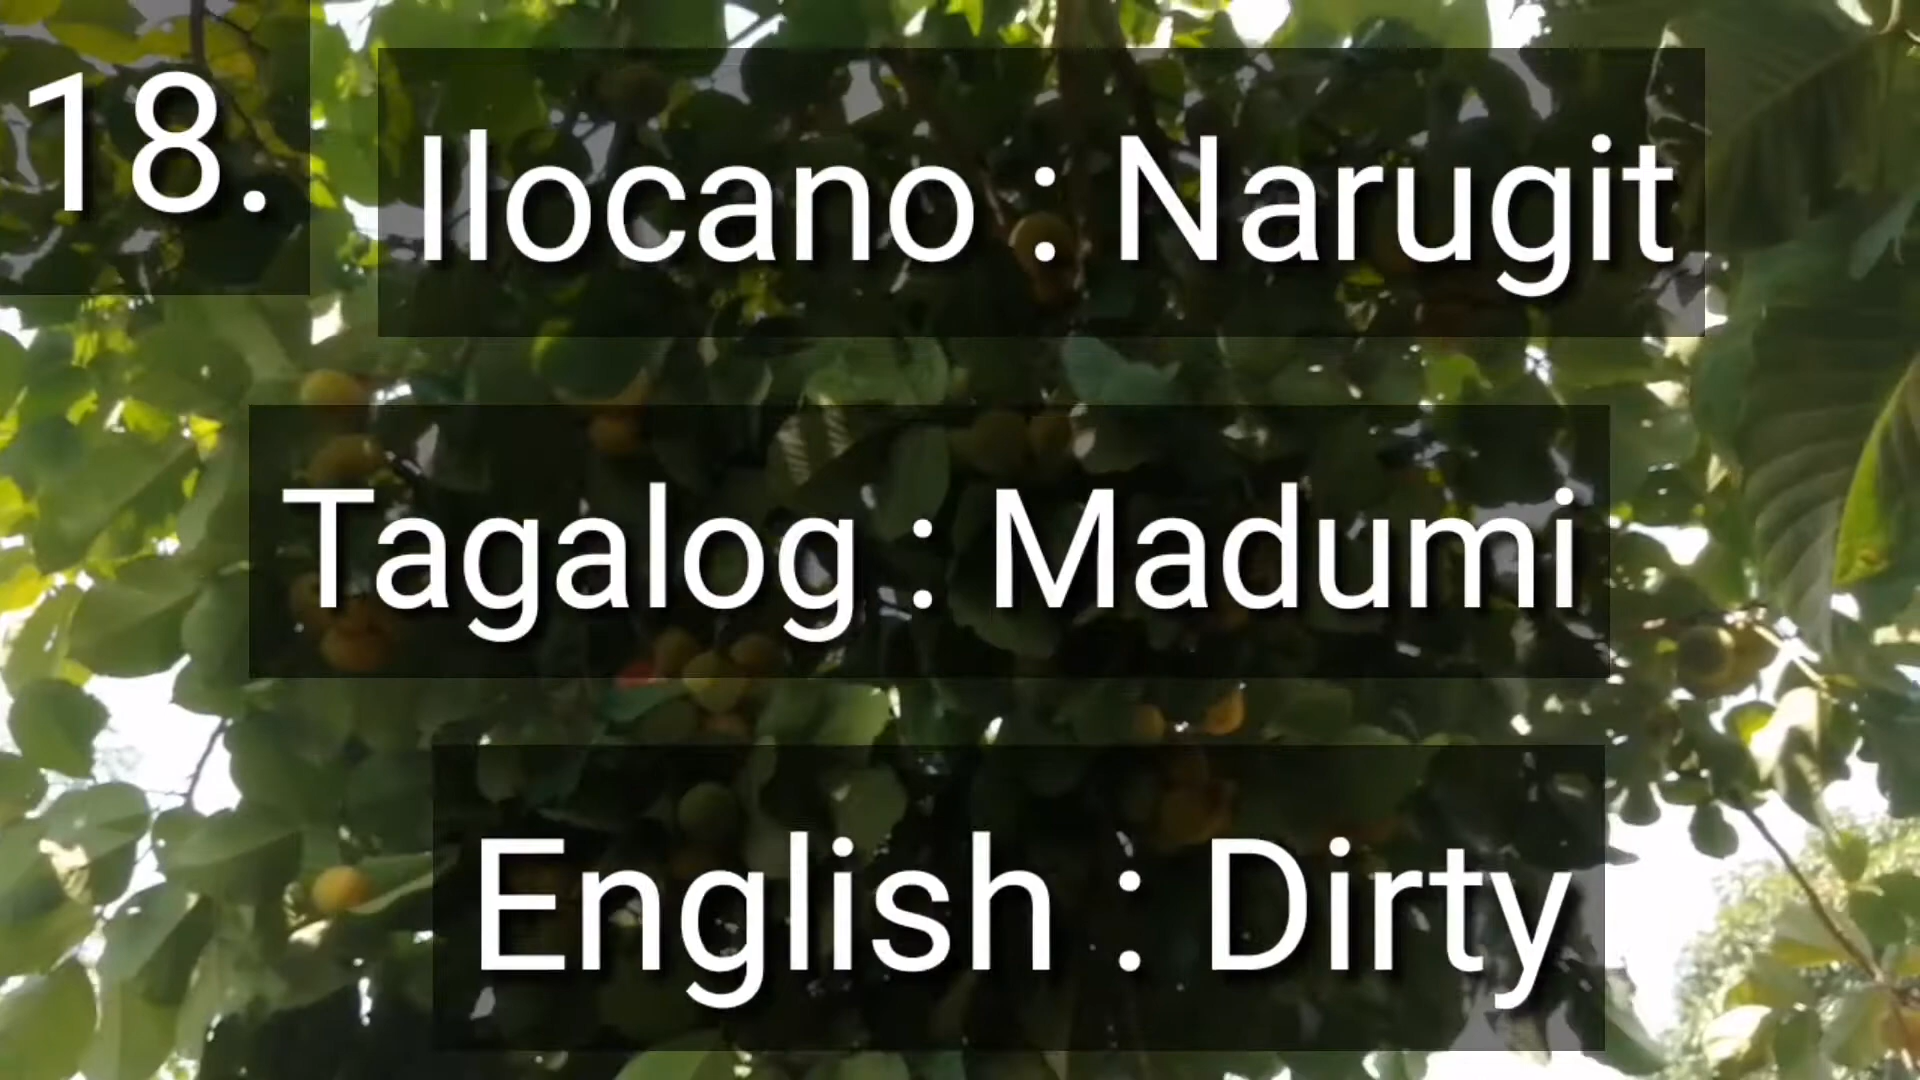 18.
Ilocano : Narugit
Tagalog : Madumi
English : Dirty